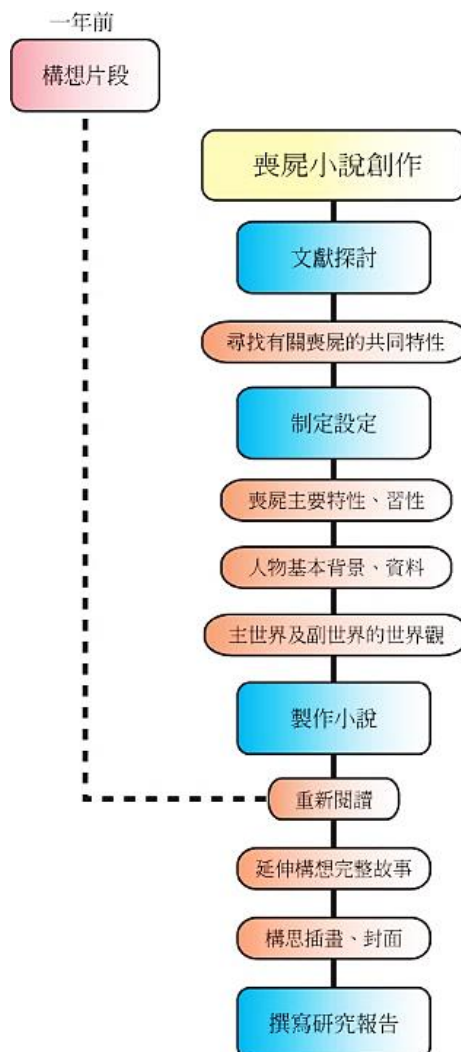 一年前
構想片段
喪屍小說創作
文獻探討
尋找有關喪屍的共同特性
制定設定
喪屍主要特性、習性
人物基本背景、資料
主世界及副世界的世界觀
製作小說
重新閱讀
延伸構想完整故事
構思插畫、封面
撰寫研究報告